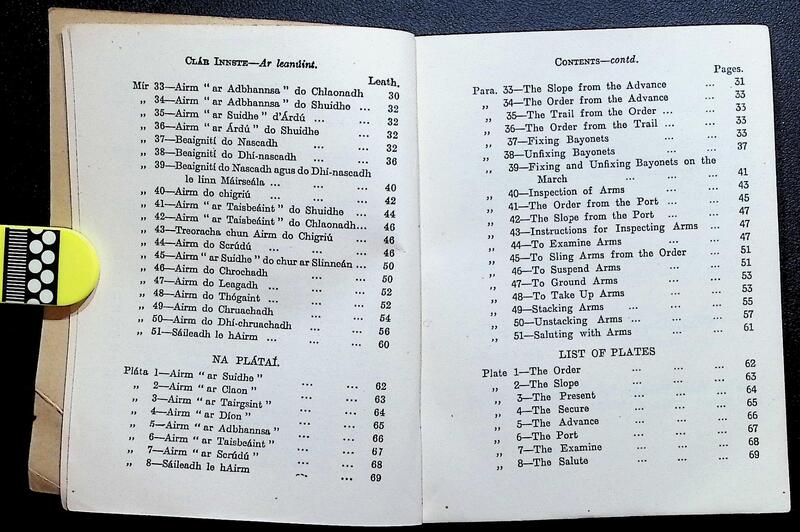 CLÁR INNSTE—Ar leanúint.
Leath.
Mír 33—Airm “ar Adbhannsa” do Chlaonadh 30
„ 34—Airm “ar Adbhannsa” do Shuidhe ... 32
„ 35—Airm “ar Suidhe” d'Árdú ... ... 32
„ 36—Airm “ar Árdú” do Shuidhe ... 32
„ 37—Beaignití do Nascadh ... ... 32
„ 38—Beaignití do Dhí-nascadh ... ... 36
„ 39—Beaignití do Nascadh agus do Dhí-nascadh
le linn Máirseála ... ... ... 40
„ 40—Airm do chigriú ... ... ... 42
„ 41—Airm “ar Taisbeáint” do Shuidhe ... 44
„ 42—Airm “ar Taisbeáint” do Chlaonadh... 46
„ 43—Treoracha chun Airm do Chigriú ... 46
„ 44—Airm do Scrúdú ... ... ... 46
„ 45—Airm “ar Suidhe” do chur ar Slinneán ... 50
„ 46—Airm do Chrochadh ... ... 50
„ 47—Airm do Leagadh ... ... ... 52
„ 48—Airm do Thógaint ... ... ... 52
„ 49—Airm do Chruachadh ... ... 54
„ 50—Airm do Dhí-chruachadh ... ... 56
„ 51—Sáileadh le hAirm ... ... ... 60
NA PLÁTAÍ.
Pláta 1—Airm “ar Suidhe” ... ... 62
„ 2—Airm “ar Claon” ... ... 63
„ 3—Airm “ar Tairgsint” ... ... 64
„ 4—Airm “ar Díon” ... ... 65
„ 5—Airm “ar Adbhannsa” ... ... 66
„ 6—Airm “ar Taisbeáint” ... ... 67
„ 7—Airm “ar Scrúdú” ... ... 68
„ 8—Sáileadh le hAirm ... ... 69
CONTENTS—contd.
Pages.
Para. 33—The Slope from the Advance ... 31
„ 34—The Order from the Advance ... 33
„ 35—The Trail from the Order ... ... 33
„ 36—The Order from the Trail ... ... 33
„ 37—Fixing Bayonets ... ... 33
„ 38—Unfixing Bayonets ... ... 37
„ 39—Fixing and Unfixing Bayonets on the
March ... ... ... 41
„ 40—Inspection of Arms ... ... 43
„ 41—The Order from the Port ... ... 45
„ 42—The Slope from the Port ... ... 47
„ 43—Instructions for Inspecting Arms ... 47
„ 44—To Examine Arms ... ... 47
„ 45—To Sling Arms from the Order ... 51
„ 46—To Suspend Arms ... ... 51
„ 47—To Ground Arms ... ... 53
„ 48—To Take Up Arms ... ... 53
„ 49—Stacking Arms ... ... ... 55
„ 50—Unstacking Arms ... ... ... 57
„ 51—Saluting with Arms ... ... 61
LIST OF PLATES
Plate 1—The Order ... ... ... 62
„ 2—The Slope ... ... ... 63
„ 3—The Present ... ... ... 64
„ 4—The Secure ... ... ... 65
„ 5—The Advance ... ... ... 66
„ 6—The Port ... ... ... 67
„ 7—The Examine ... ... ... 68
„ 8—The Salute ... ... ... 69